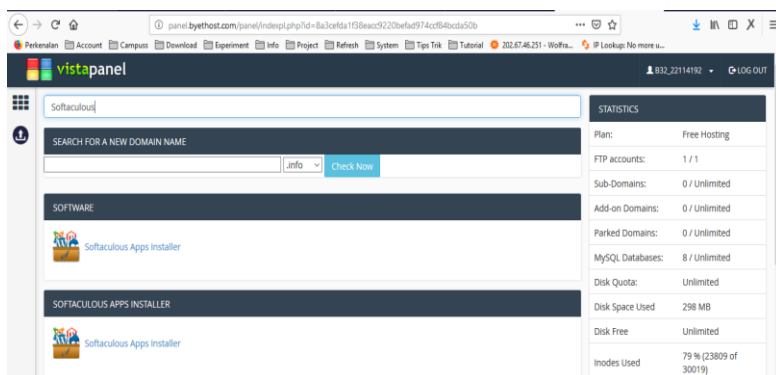 panel.byethost.com/panel/indexpl.php?id=8a3cefda1f38eacc9220befad974ccf84bcda50b
Perkenalan Account Campuss Download Experiment Info Project Refresh System Tips Trik Tutorial 202.67.46.251 - Wolfra... IP Lookup: No more u...
vistapanel
B32_22114192 LOG OUT
Softaculous
SEARCH FOR A NEW DOMAIN NAME
.info Check Now
SOFTWARE
Softaculous Apps Installer
SOFTACULOUS APPS INSTALLER
Softaculous Apps Installer
STATISTICS
Plan: Free Hosting
FTP accounts: 1 / 1
Sub-Domains: 0 / Unlimited
Add-on Domains: 0 / Unlimited
Parked Domains: 0 / Unlimited
MySQL Databases: 8 / Unlimited
Disk Quota: Unlimited
Disk Space Used 298 MB
Disk Free Unlimited
Inodes Used 79 % (23809 of
30019)